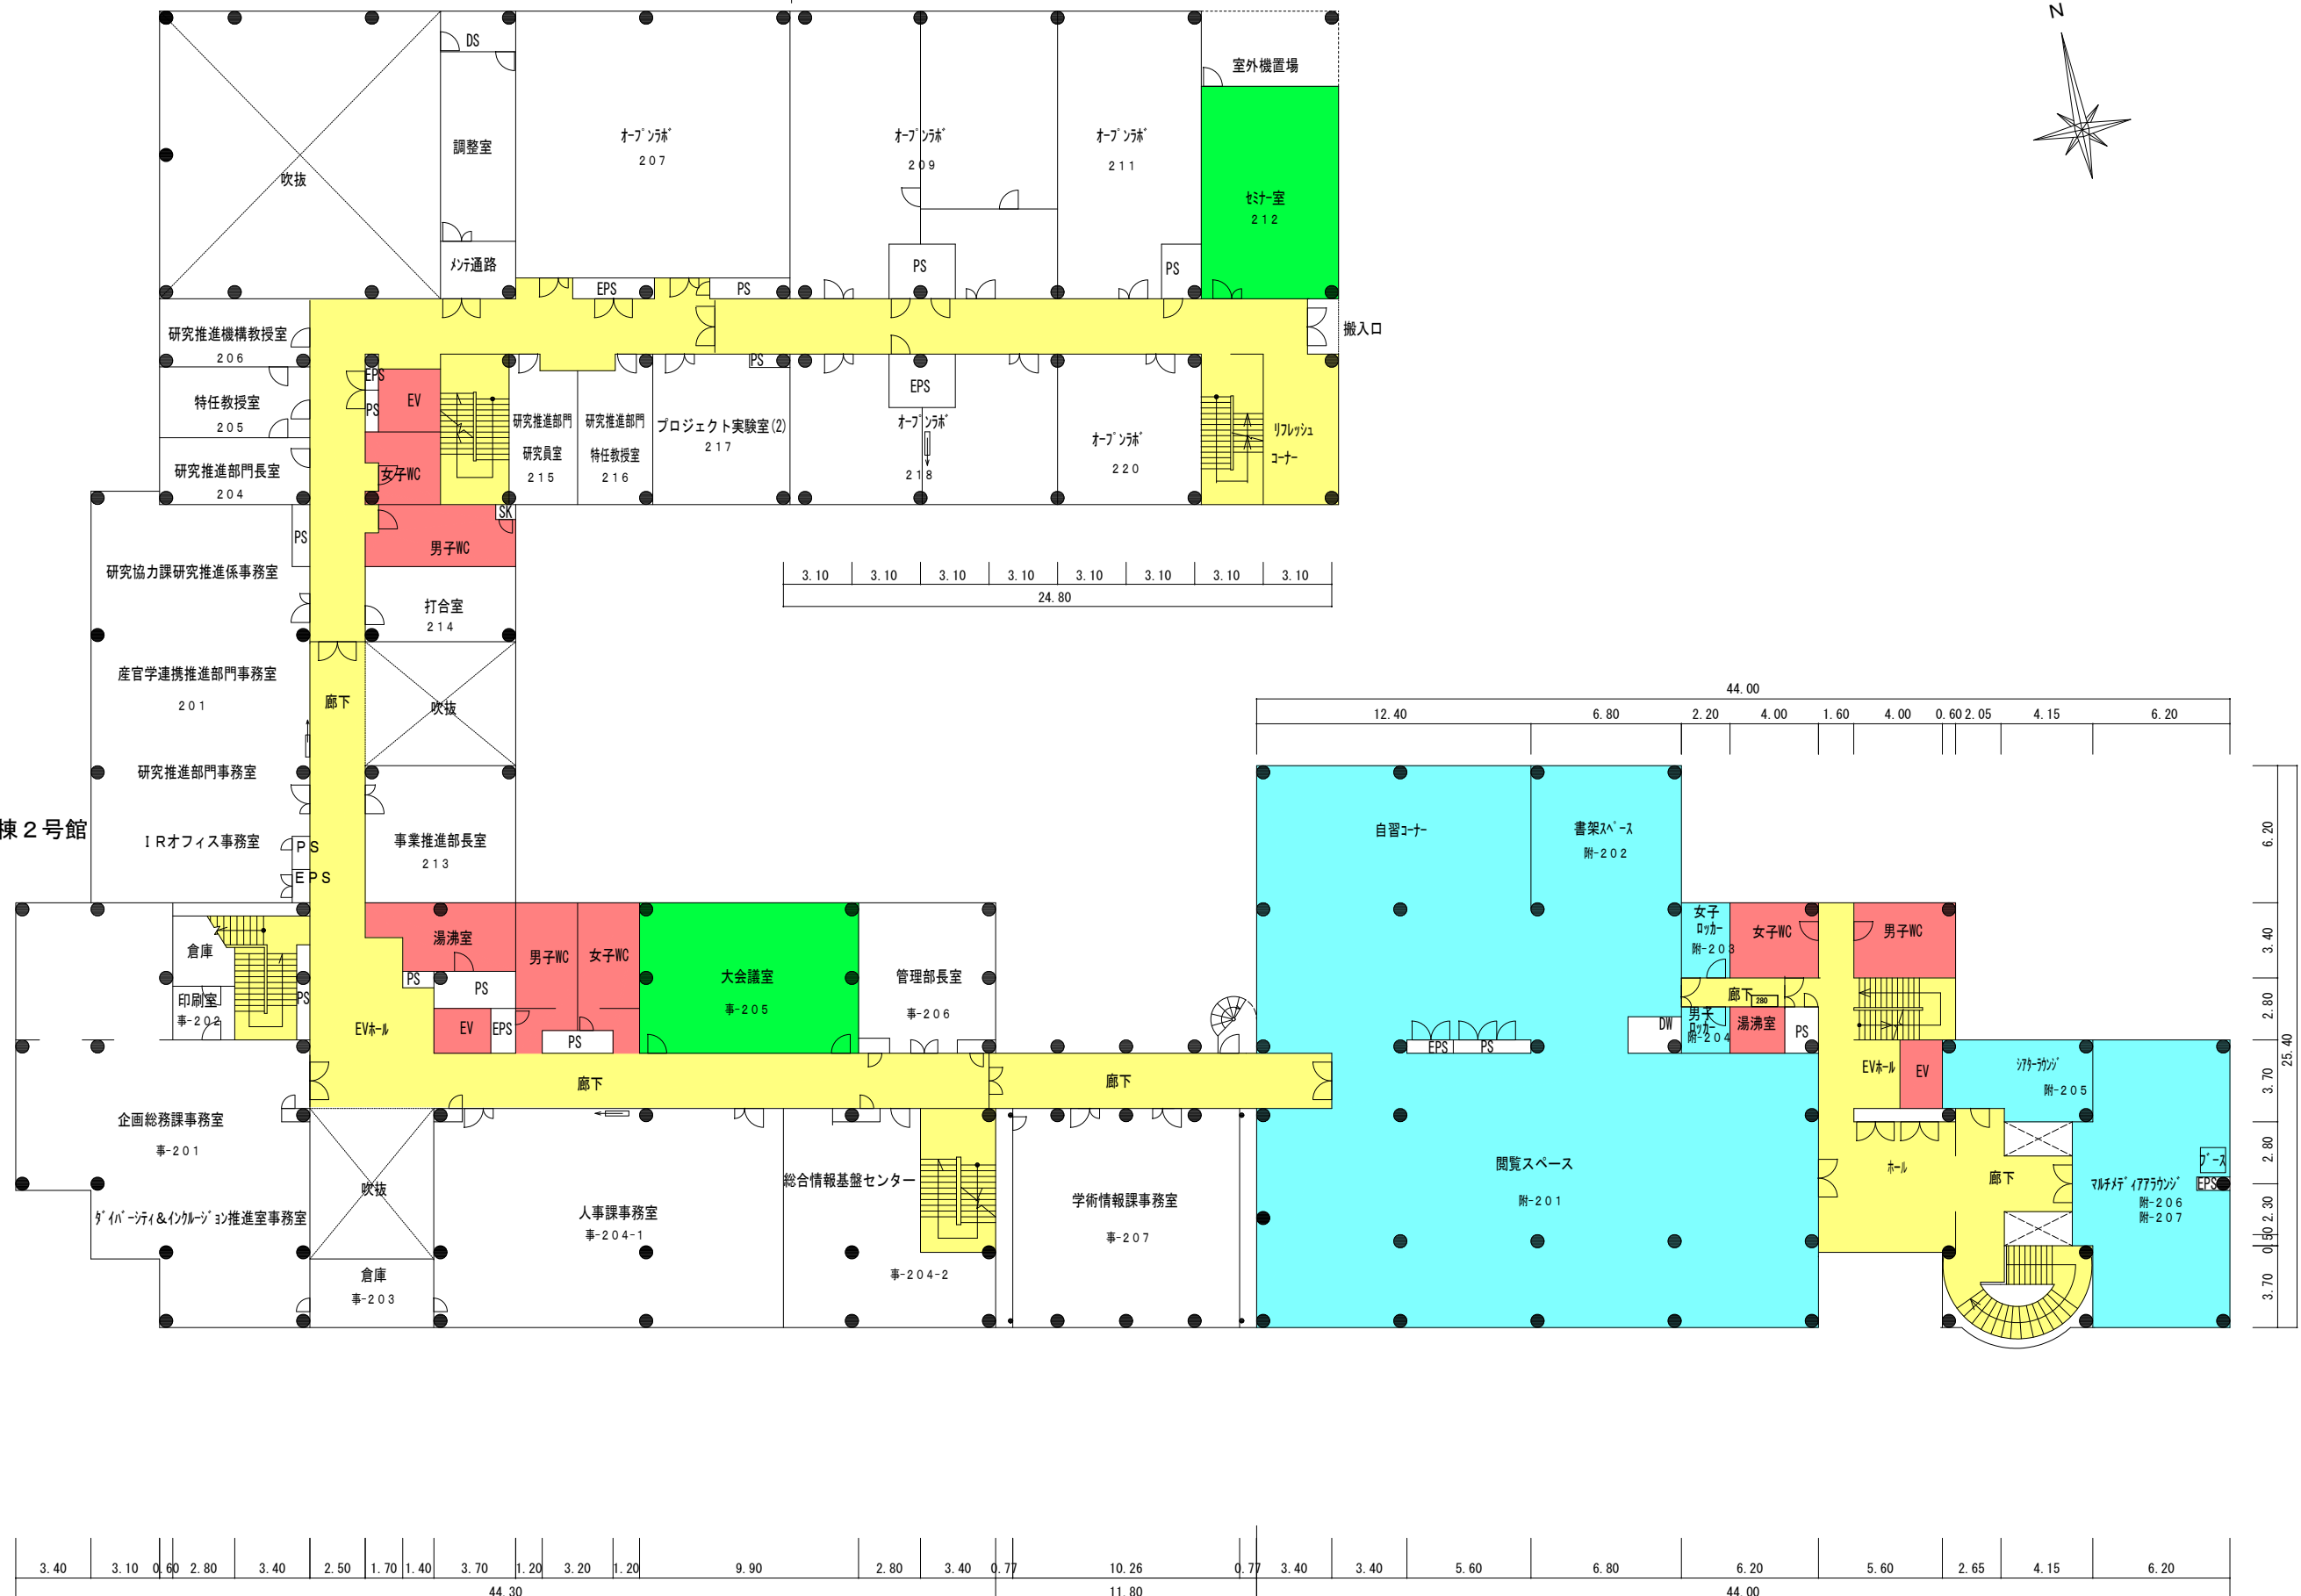 N
DS
室外機置場
調整室
ｵｰﾌﾟﾝﾗﾎﾞ
207
ｵｰﾌﾟﾝﾗﾎﾞ
209
ｵｰﾌﾟﾝﾗﾎﾞ
211
吹抜
ｾﾐﾅｰ室
212
ﾒﾝﾃ通路
PS
PS
EPS
PS
研究推進機構教授室
206
搬入口
PS
EPS
EPS
特任教授室
205
PS
EV
研究推進部門
研究員室
215
研究推進部門
特任教授室
216
プロジェクト実験室(2)
217
ｵｰﾌﾟﾝﾗﾎﾞ
218
ｵｰﾌﾟﾝﾗﾎﾞ
220
ﾘﾌﾚｯｼｭ
ｺｰﾅｰ
研究推進部門長室
204
女子WC
SK
PS
男子WC
研究協力課研究推進係事務室
打合室
214
3.10 3.10 3.10 3.10 3.10 3.10 3.10 3.10
24.80
産官学連携推進部門事務室
201
廊下
吹抜
44.00
12.40 6.80 2.20 4.00 1.60 4.00 0.60 2.05 4.15 6.20
研究推進部門事務室
棟２号館
ＩＲオフィス事務室
ＰＳ
ＥＰＳ
事業推進部長室
213
自習ｺｰﾅｰ
書架ｽﾍﾟｰｽ
附-202
6.20
倉庫
湯沸室
男子WC
女子WC
大会議室
事-205
管理部長室
事-206
女子
ﾛｯｶｰ
附-203
女子WC
男子WC
3.40
印刷室
事-202
PS
PS
PS
EVﾎｰﾙ
EV
EPS
PS
廊下
280
男子
ﾛｯｶｰ
附-204
湯沸室
PS
DW
EPS
PS
2.80
25.40
廊下
廊下
EVﾎｰﾙ
EV
ｼｱﾀｰﾗｳﾝｼﾞ
附-205
3.70
企画総務課事務室
事-201
吹抜
総合情報基盤センター
学術情報課事務室
事-207
閲覧スペース
附-201
ﾎｰﾙ
廊下
ﾏﾙﾁﾒﾃﾞｨｱﾗｳﾝｼﾞ
附-206
附-207
ﾌﾞｰｽ
EPS
2.80
ﾀﾞｲﾊﾞｰｼﾃｨ&ｲﾝｸﾙｰｼﾞｮﾝ推進室事務室
人事課事務室
事-204-1
事-204-2
2.30
0.50
倉庫
事-203
3.70
3.40 3.10 0.60 2.80 3.40 2.50 1.70 1.40 3.70 1.20 3.20 1.20 9.90 2.80 3.40 0.77 10.26 0.77 3.40 3.40 5.60 6.80 6.20 5.60 2.65 4.15 6.20
44.30 11.80 44.00